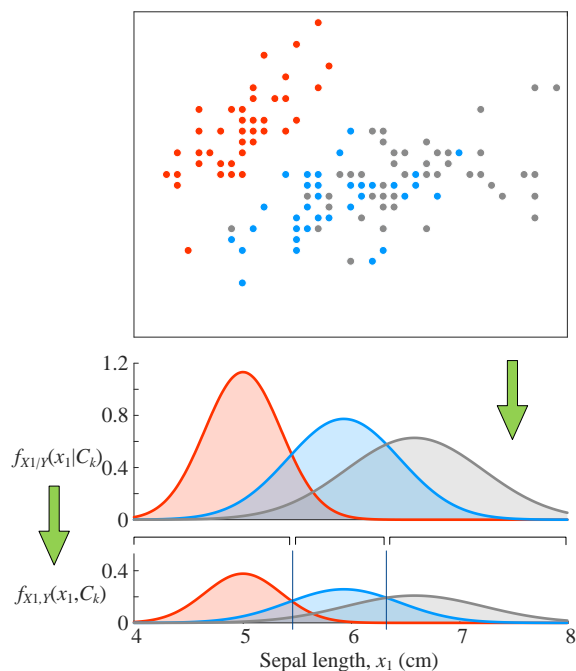 1.2
0.8
f_{X1/Y}(x_1|C_k) 0.4
0
f_{X1,Y}(x_1,C_k) 0.4
0
4 5 6 7 8
Sepal length, x_1 (cm)